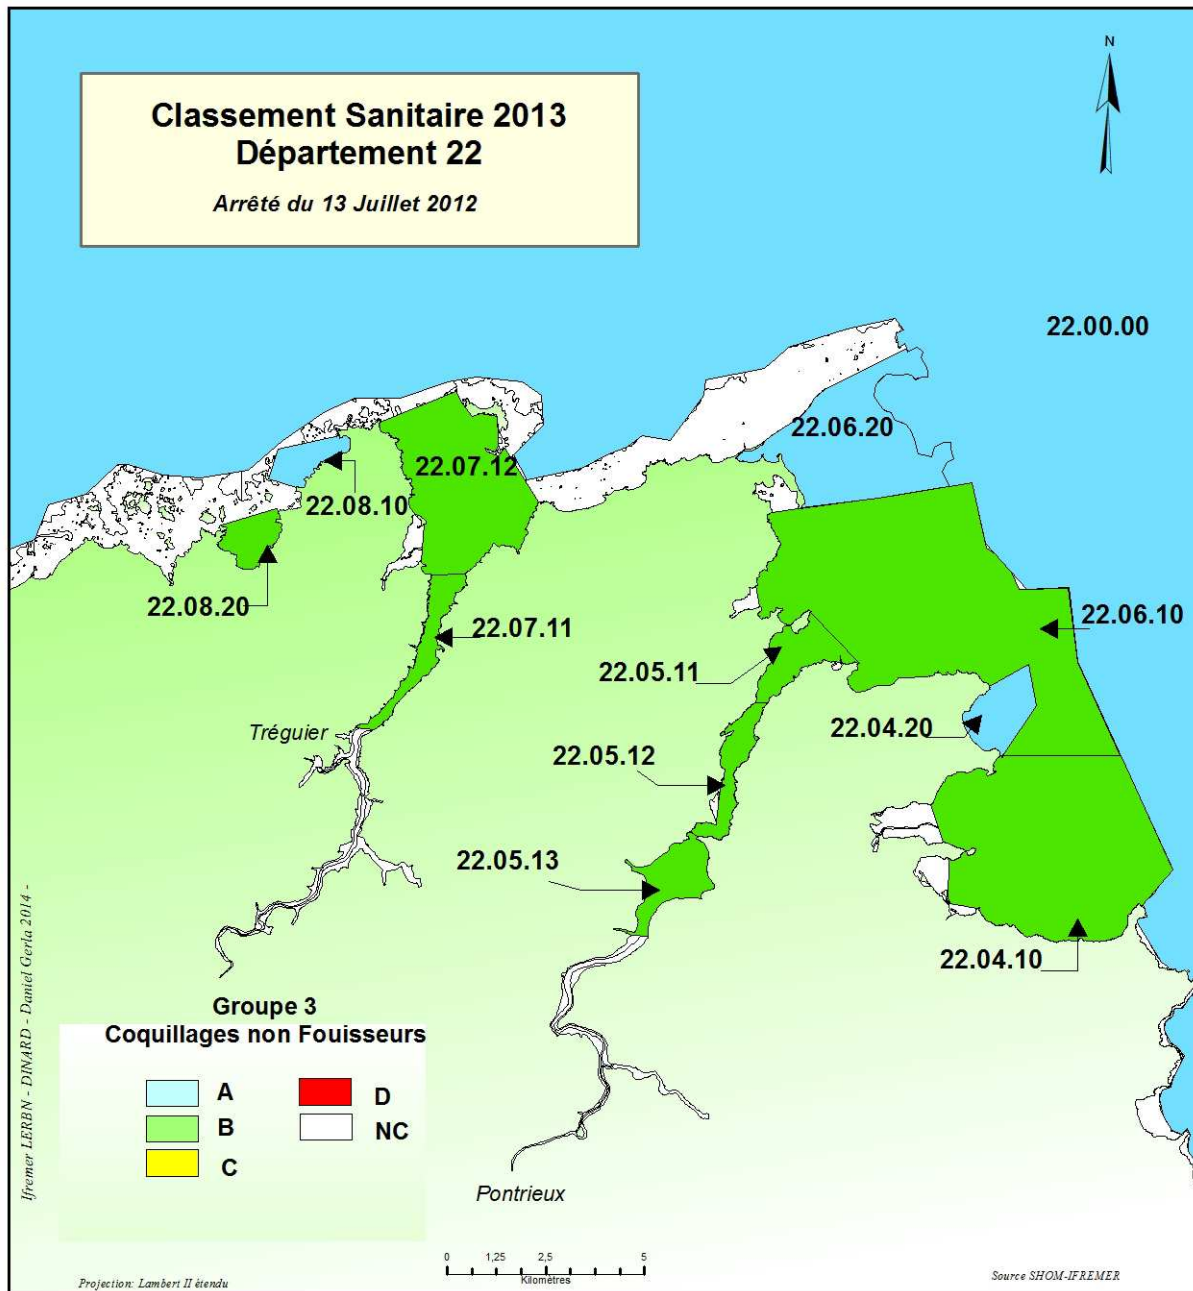 N
Classement Sanitaire 2013
Département 22
Arrêté du 13 Juillet 2012
22.00.00
22.06.20
22.07.12
22.08.10
22.08.20
22.07.11
22.06.10
22.05.11
22.04.20
Tréguier
22.05.12
22.05.13
22.04.10
Ifremer LERBN - DINARD - Daniel Gerla 2014 -
Groupe 3
Coquillages non Fouisseurs
A
D
B
NC
C
Pontrieux
0 1,25 2,5 5
Kilomètres
Projection: Lambert II étendu
Source SHOM-IFREMER